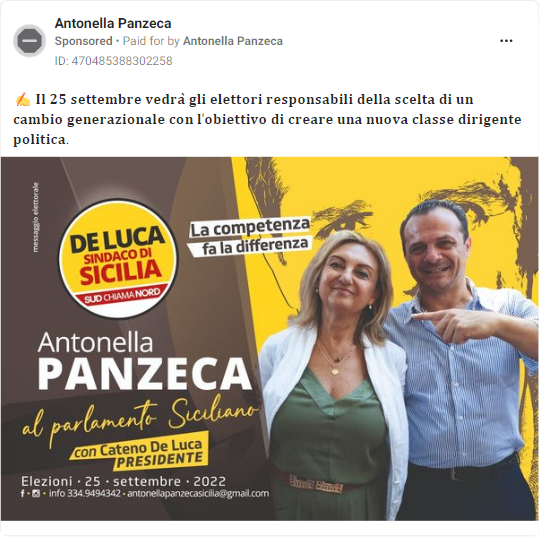 Antonella Panzeca
Sponsored • Paid for by Antonella Panzeca
ID: 470485388302258
✍️ Il 25 settembre vedrà gli elettori responsabili della scelta di un
cambio generazionale con l'obiettivo di creare una nuova classe dirigente
politica.
messaggio elettorale
DE LUCA
SINDACO DI
SICILIA
SUD CHIAMA NORD
La competenza
fa la differenza
Antonella
PANZECA
al parlamento Siciliano
con Cateno De Luca
PRESIDENTE
Elezioni • 25 • settembre • 2022
f • • info 334.9494342 • antonellapanzecasicilia@gmail.com